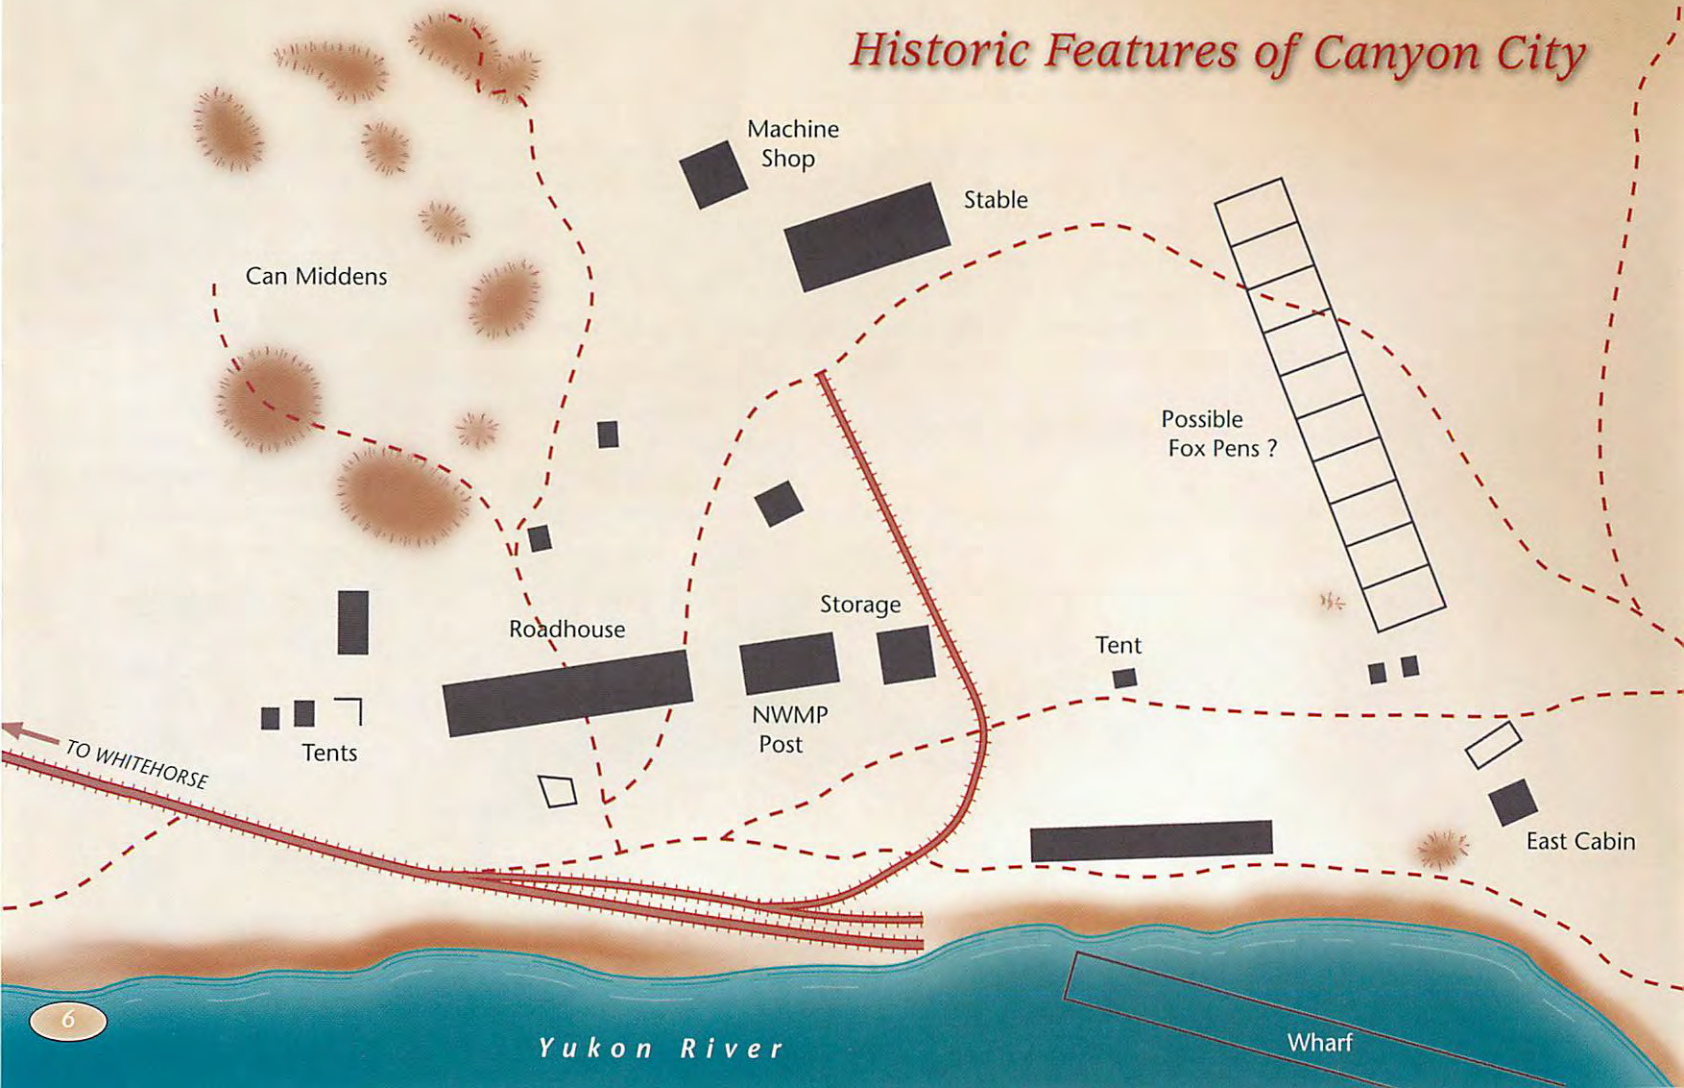 Historic Features of Canyon City
Machine
Shop
Stable
Can Middens
Possible
Fox Pens ?
Storage
Roadhouse
Tent
NWMP
Post
Tents
TO WHITEHORSE
East Cabin
Wharf
Yukon River
6